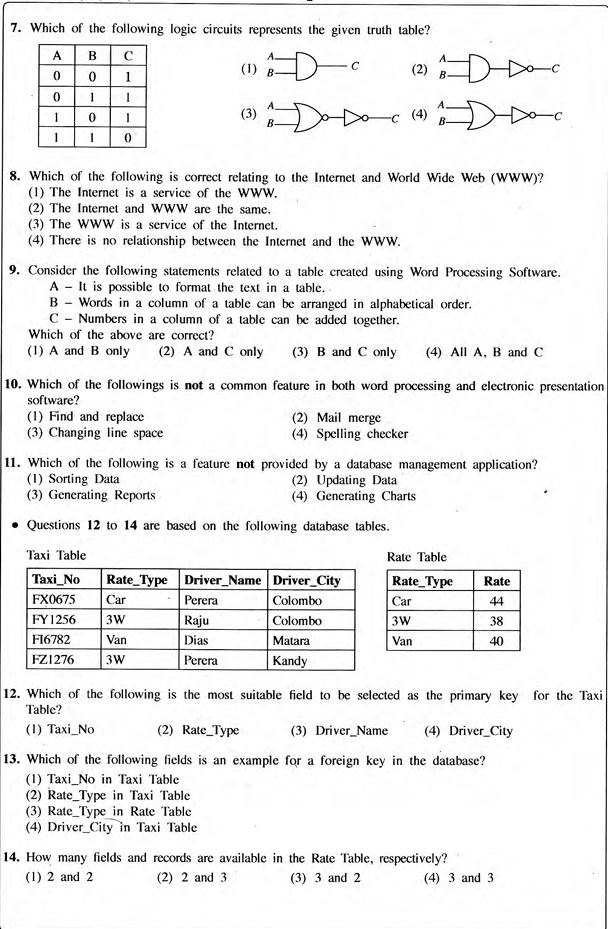 7. Which of the following logic circuits represents the given truth table?
A B C
0 0 1
0 1 1
1 0 1
1 1 0
(1) A B C (2) A B C
(3) A B C (4) A B C
8. Which of the following is correct relating to the Internet and World Wide Web (WWW)?
(1) The Internet is a service of the WWW.
(2) The Internet and WWW are the same.
(3) The WWW is a service of the Internet.
(4) There is no relationship between the Internet and the WWW.
9. Consider the following statements related to a table created using Word Processing Software.
A – It is possible to format the text in a table.
B – Words in a column of a table can be arranged in alphabetical order.
C – Numbers in a column of a table can be added together.
Which of the above are correct?
(1) A and B only (2) A and C only (3) B and C only (4) All A, B and C
10. Which of the followings is not a common feature in both word processing and electronic presentation
software?
(1) Find and replace (2) Mail merge
(3) Changing line space (4) Spelling checker
11. Which of the following is a feature not provided by a database management application?
(1) Sorting Data (2) Updating Data
(3) Generating Reports (4) Generating Charts
• Questions 12 to 14 are based on the following database tables.
Taxi Table
Taxi_No Rate_Type Driver_Name Driver_City
FX0675 Car Perera Colombo
FY1256 3W Raju Colombo
FI6782 Van Dias Matara
FZ1276 3W Perera Kandy
Rate Table
Rate_Type Rate
Car 44
3W 38
Van 40
12. Which of the following is the most suitable field to be selected as the primary key for the Taxi
Table?
(1) Taxi_No (2) Rate_Type (3) Driver_Name (4) Driver_City
13. Which of the following fields is an example for a foreign key in the database?
(1) Taxi_No in Taxi Table
(2) Rate_Type in Taxi Table
(3) Rate_Type in Rate Table
(4) Driver_City in Taxi Table
14. How many fields and records are available in the Rate Table, respectively?
(1) 2 and 2 (2) 2 and 3 (3) 3 and 2 (4) 3 and 3